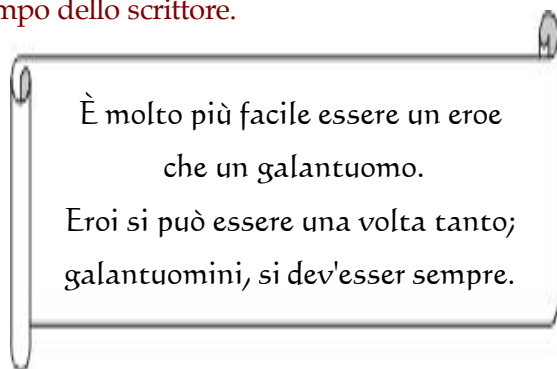 mpo dello scrittore.
È molto più facile essere un eroe
che un galantuomo.
Eroi si può essere una volta tanto;
galantuomini, si dev'esser sempre.